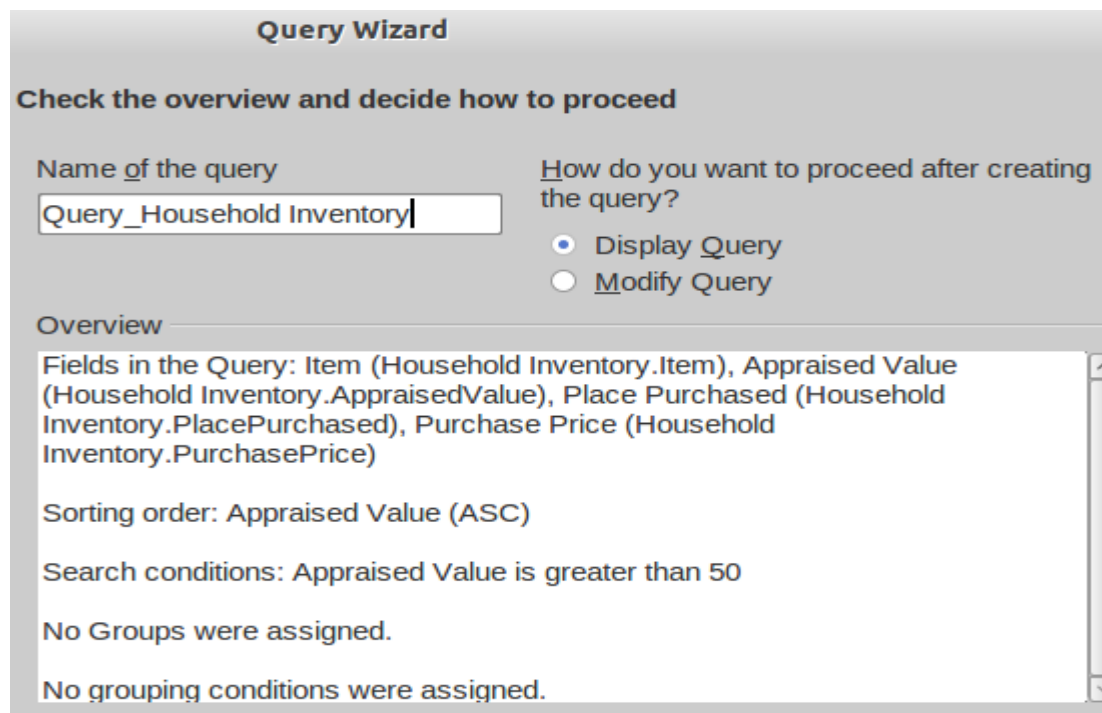 Query Wizard
Check the overview and decide how to proceed
Name of the query
Query_Household Inventory
How do you want to proceed after creating
the query?
Display Query
Modify Query
Overview
Fields in the Query: Item (Household Inventory.Item), Appraised Value
(Household Inventory.AppraisedValue), Place Purchased (Household
Inventory.PlacePurchased), Purchase Price (Household
Inventory.PurchasePrice)
Sorting order: Appraised Value (ASC)
Search conditions: Appraised Value is greater than 50
No Groups were assigned.
No grouping conditions were assigned.